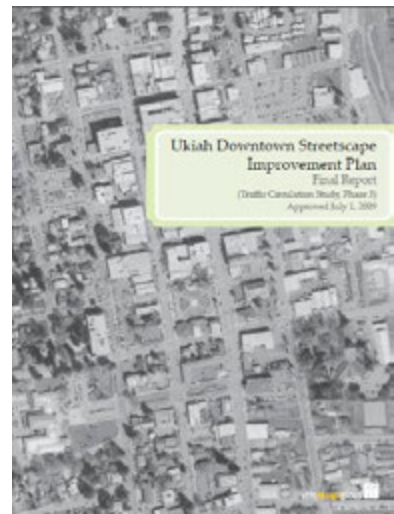 Ukiah Downtown Streetscape
Improvement Plan
Final Report
(Traffic Circulation Study, Phase 3)
Approved July 1, 2009